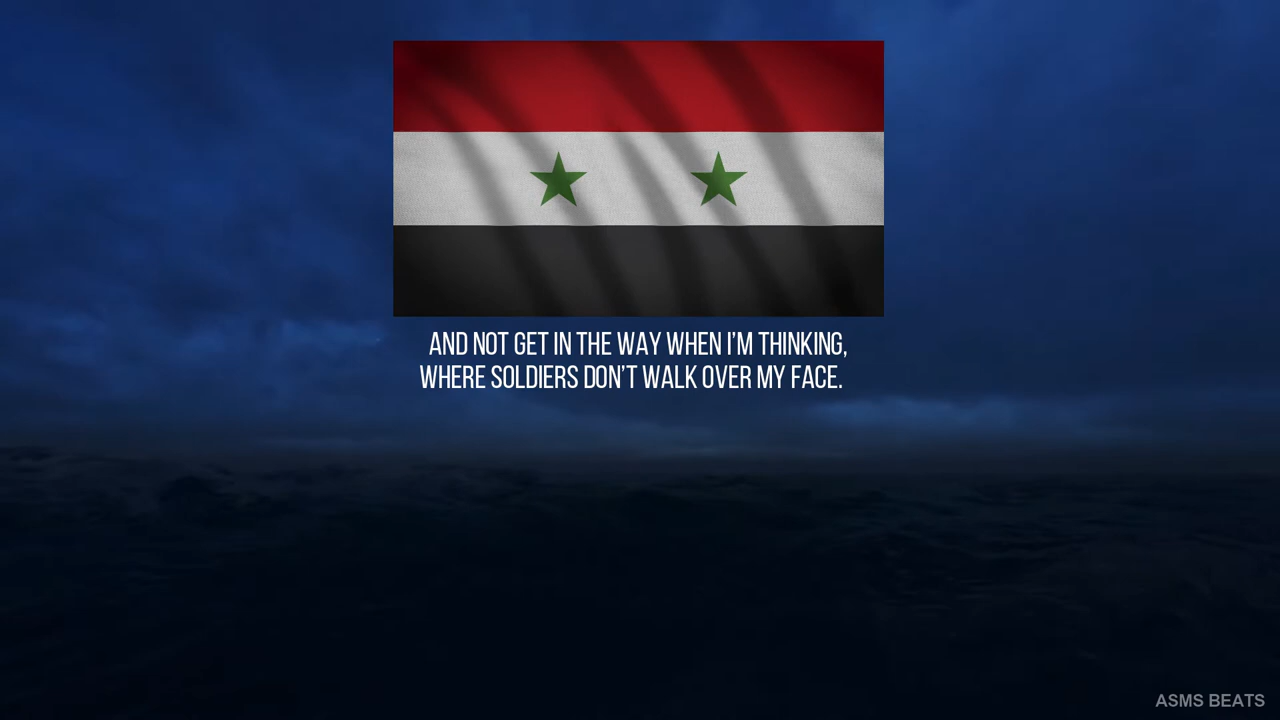 AND NOT GET IN THE WAY WHEN I'M THINKING,
WHERE SOLDIERS DON'T WALK OVER MY FACE.
ASMS BEATS